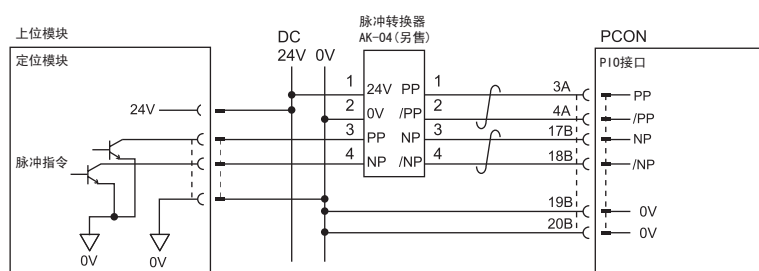 上位模块
定位模块
24V
脉冲指令
0V
0V
DC
24V 0V
脉冲转换器
AK-04(另售)
1 24V PP 1
2 0V /PP 2
3 PP NP 3
4 NP /NP 4
PCON
PIO接口
3A PP
4A /PP
17B NP
18B /NP
19B 0V
20B 0V